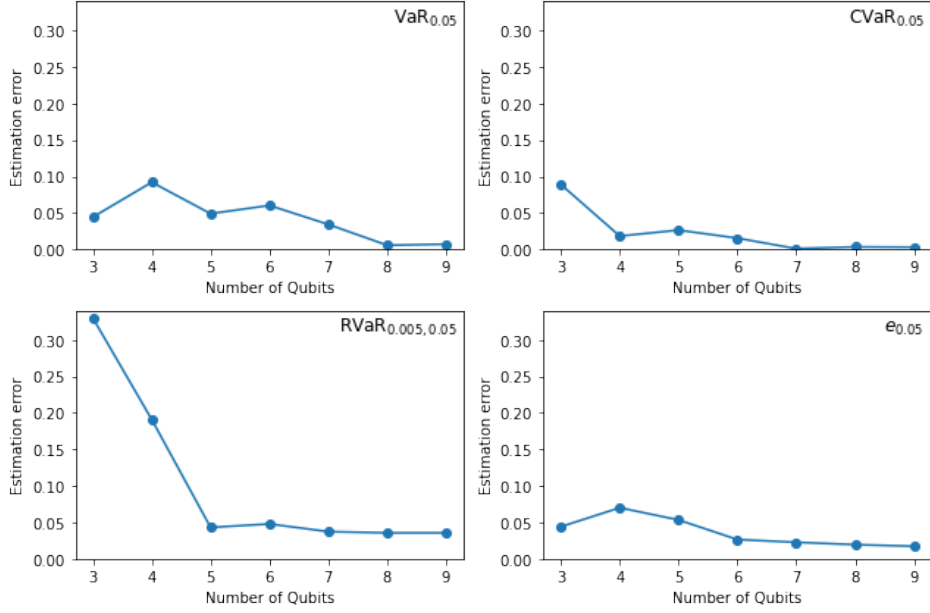 VaR0.05
0.30
0.25
0.20
0.15
0.10
0.05
0.00
Estimation error
3 4 5 6 7 8 9
Number of Qubits
CVaR0.05
0.30
0.25
0.20
0.15
0.10
0.05
0.00
Estimation error
3 4 5 6 7 8 9
Number of Qubits
RVaR0.005, 0.05
0.30
0.25
0.20
0.15
0.10
0.05
0.00
Estimation error
3 4 5 6 7 8 9
Number of Qubits
e0.05
0.30
0.25
0.20
0.15
0.10
0.05
0.00
Estimation error
3 4 5 6 7 8 9
Number of Qubits